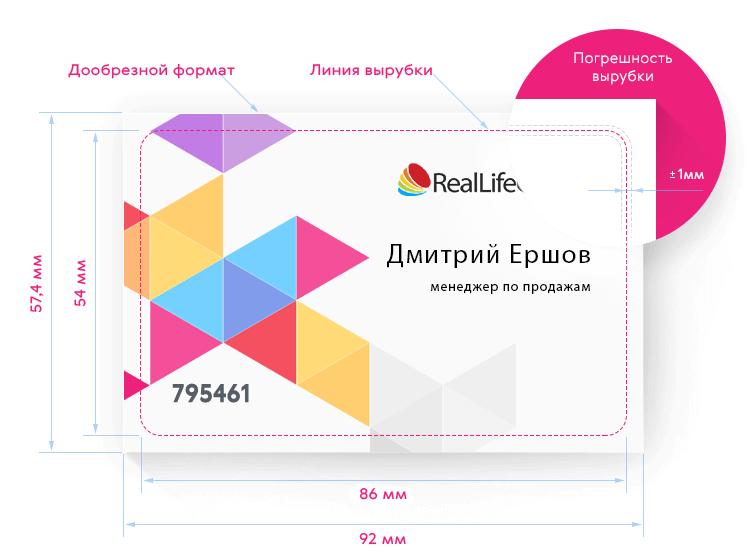 Погрешность
вырубки
Дообрезной формат
Линия вырубки
±1мм
RealLife
Дмитрий Ершов
менеджер по продажам
57,4 мм
54 мм
795461
86 мм
92 мм